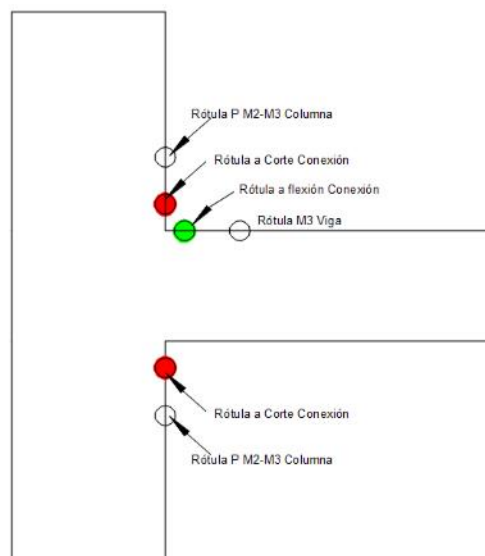 Rótula P M2-M3 Columna
Rótula a Corte Conexión
Rótula a flexión Conexión
Rótula M3 Viga
Rótula a Corte Conexión
Rótula P M2-M3 Columna